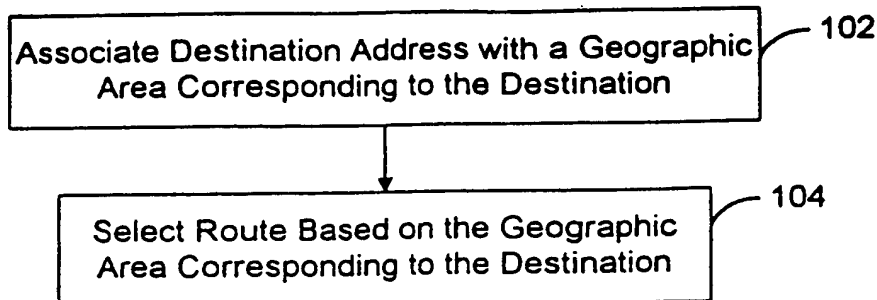 Associate Destination Address with a Geographic
Area Corresponding to the Destination
102
Select Route Based on the Geographic
Area Corresponding to the Destination
104